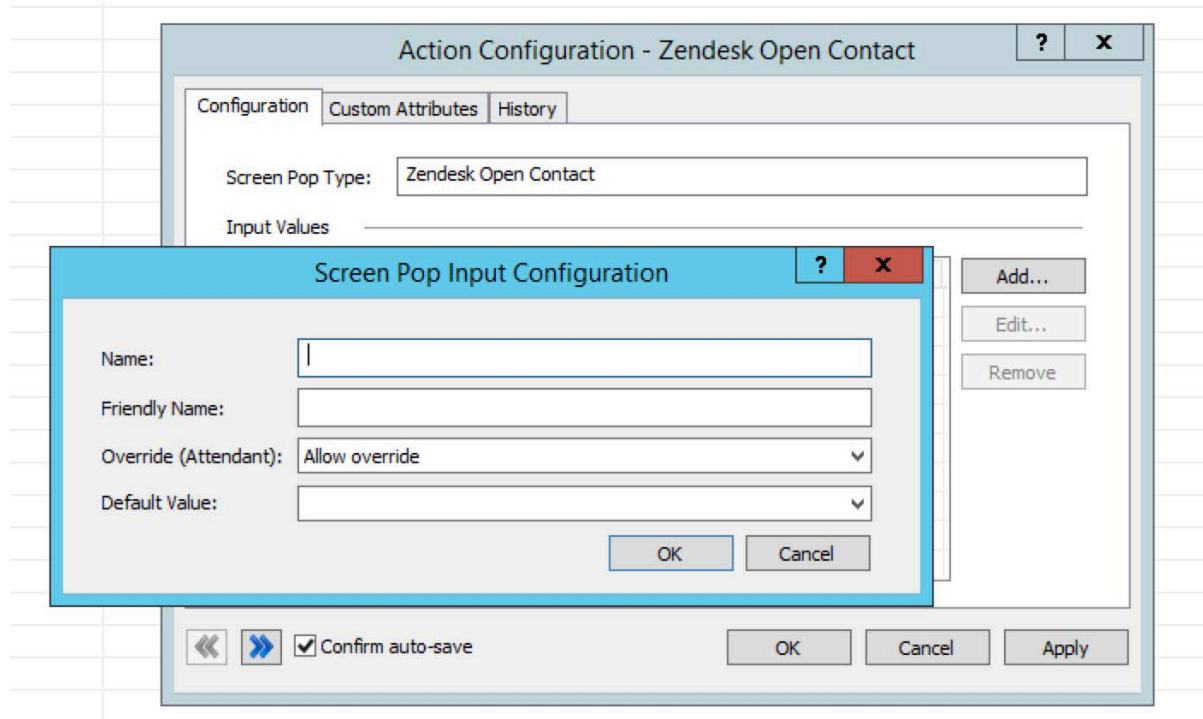 Action Configuration - Zendesk Open Contact ? x
Configuration Custom Attributes History
Screen Pop Type: Zendesk Open Contact
Input Values
Screen Pop Input Configuration ? x
Add...
Edit...
Remove
Name:
Friendly Name:
Override (Attendant): Allow override
Default Value:
OK Cancel
Confirm auto-save OK Cancel Apply